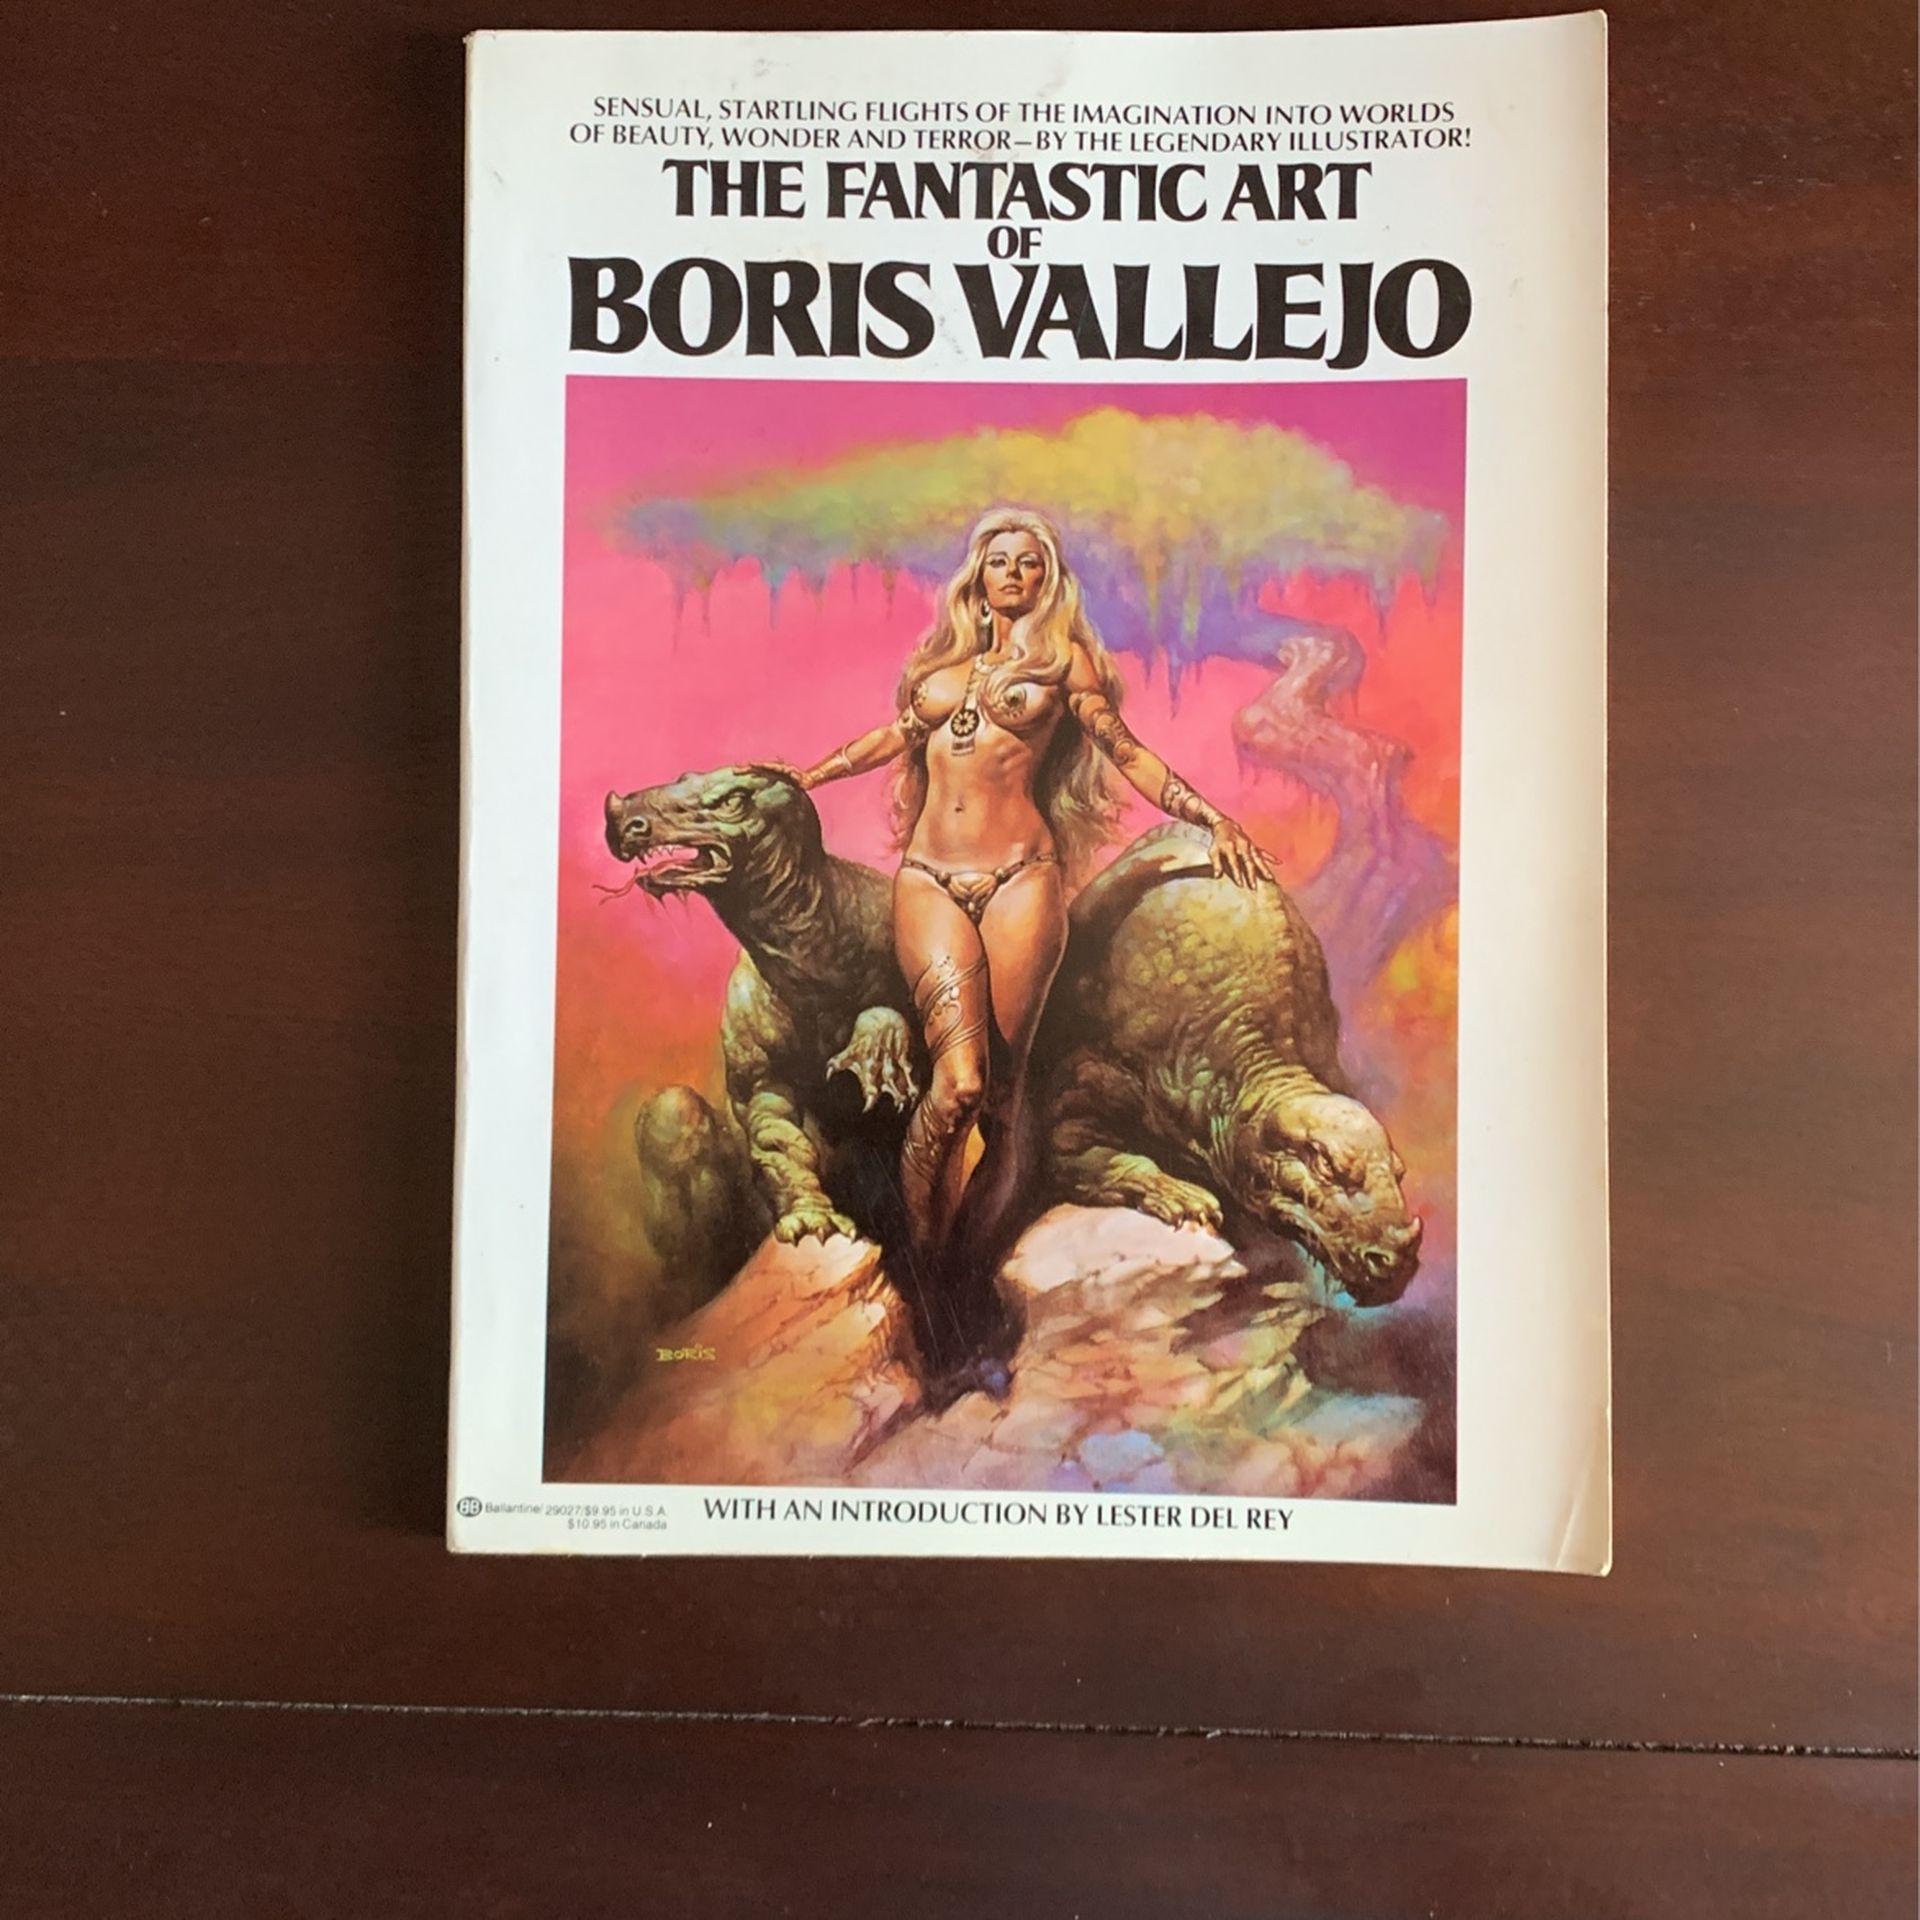 SENSUAL, STARTLING FLIGHTS OF THE IMAGINATION INTO WORLDS
OF BEAUTY, WONDER AND TERROR—BY THE LEGENDARY ILLUSTRATOR!
THE FANTASTIC ART
OF
BORIS VALLEJO
BORIS
BB Ballantine/29027/$9.95 in U.S.A.
$10.95 in Canada
WITH AN INTRODUCTION BY LESTER DEL REY